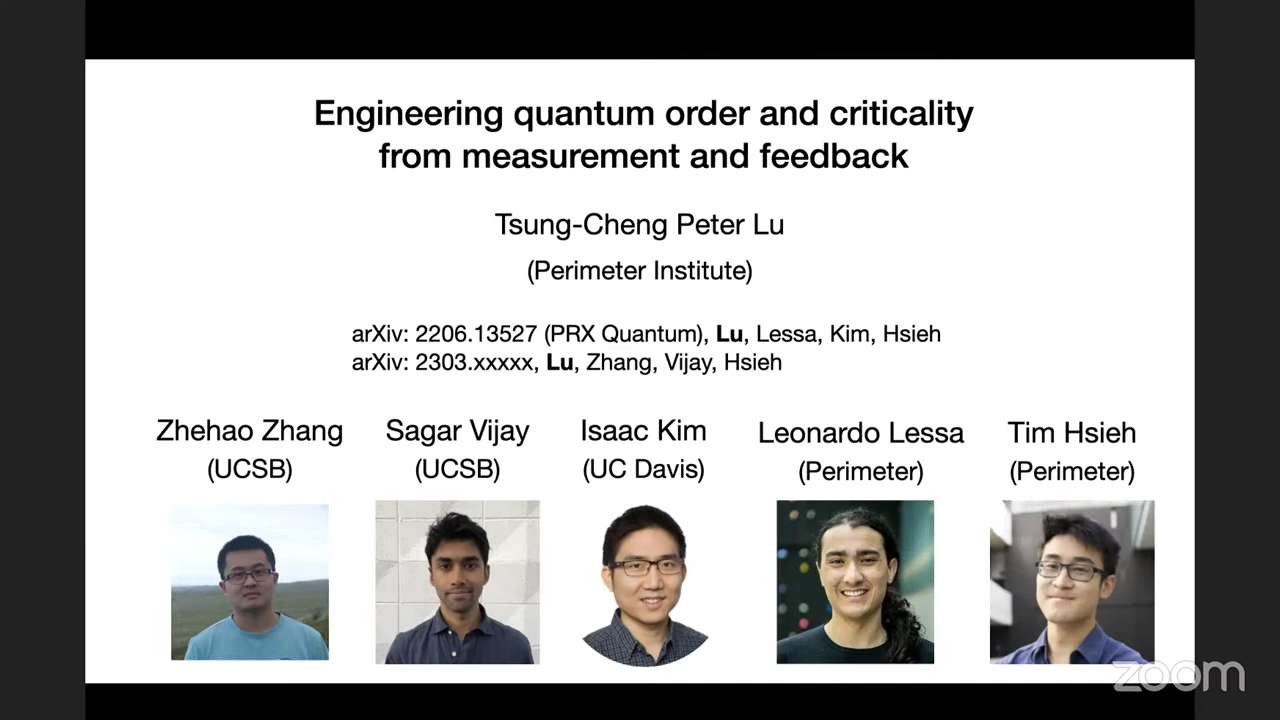 Engineering quantum order and criticality
from measurement and feedback
Tsung-Cheng Peter Lu
(Perimeter Institute)
arXiv: 2206.13527 (PRX Quantum), Lu, Lessa, Kim, Hsieh
arXiv: 2303.xxxxx, Lu, Zhang, Vijay, Hsieh
Zhehao Zhang
(UCSB)
Sagar Vijay
(UCSB)
Isaac Kim
(UC Davis)
Leonardo Lessa
(Perimeter)
Tim Hsieh
(Perimeter)
zoom